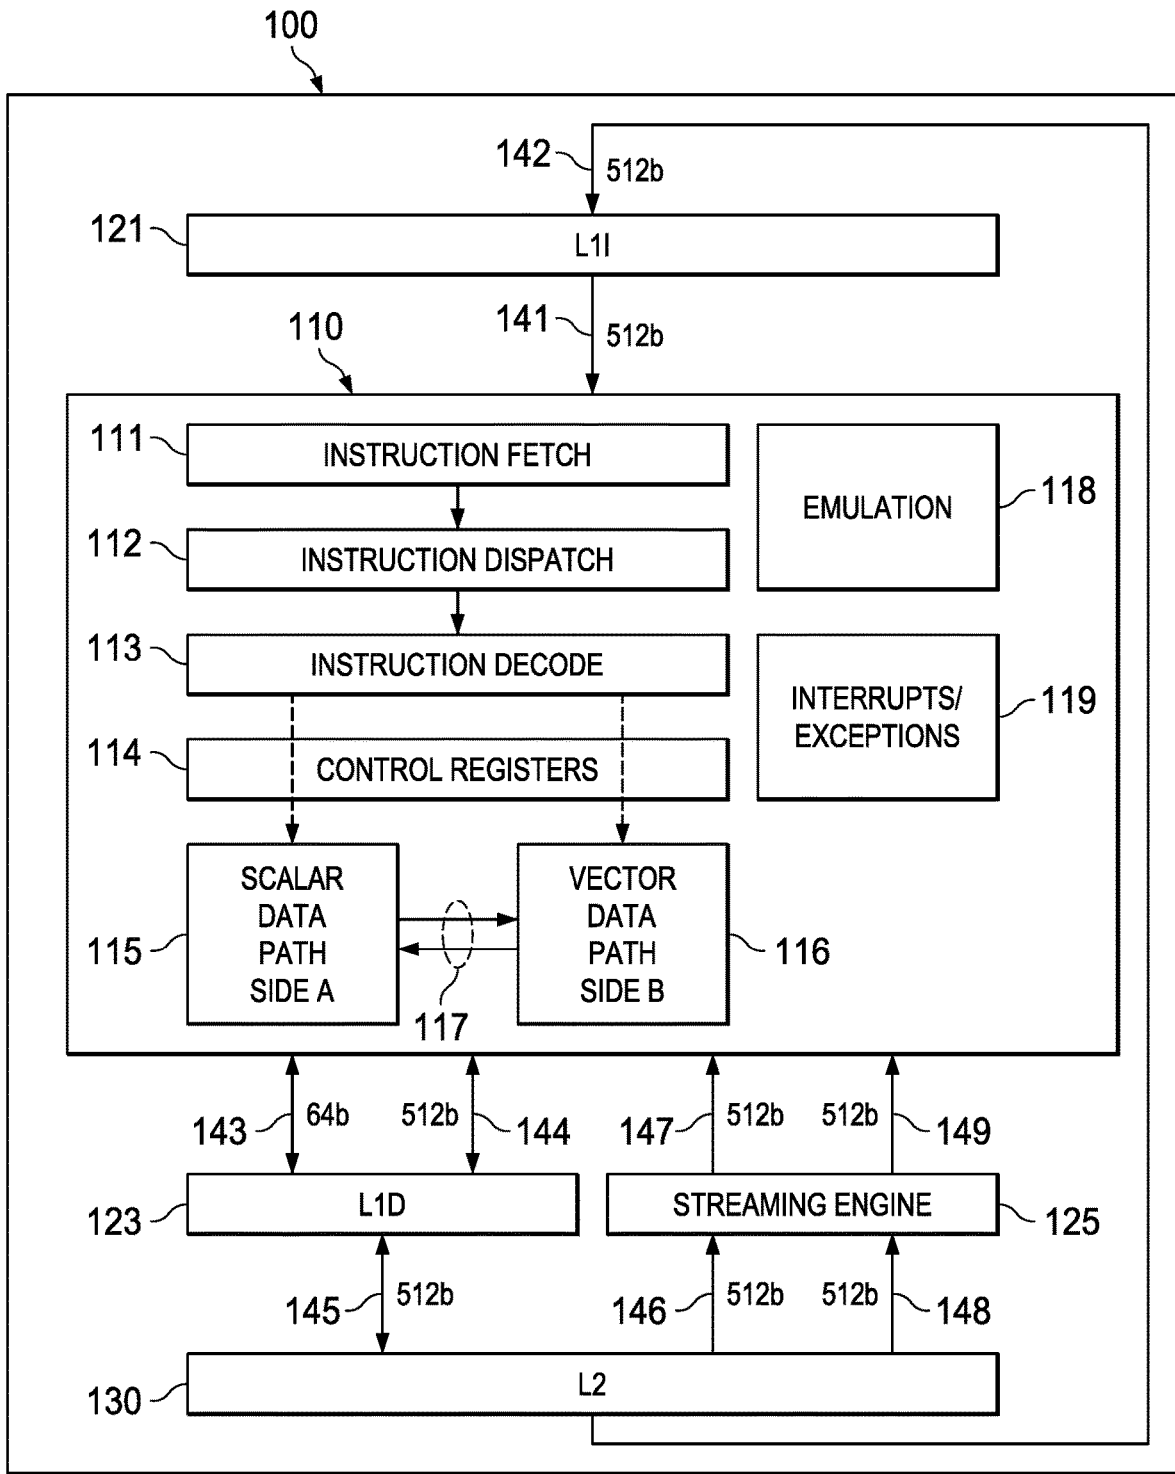 100
142
512b
121
L1I
141
512b
110
111
INSTRUCTION FETCH
EMULATION
118
112
INSTRUCTION DISPATCH
113
INSTRUCTION DECODE
INTERRUPTS/
EXCEPTIONS
119
114
CONTROL REGISTERS
SCALAR
DATA
PATH
SIDE A
115
117
VECTOR
DATA
PATH
SIDE B
116
143
64b
512b
144
147
512b
512b
149
123
L1D
STREAMING ENGINE
125
145
512b
146
512b
512b
148
130
L2